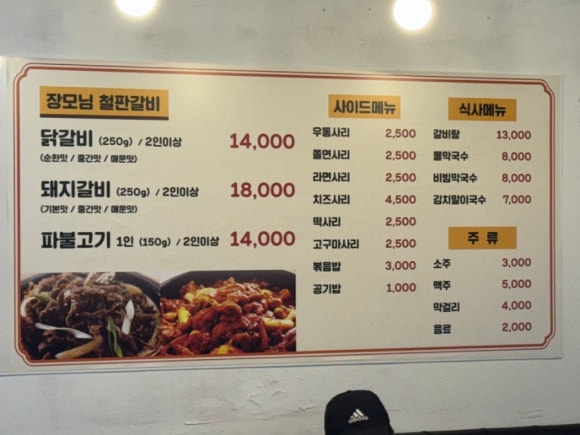 장모님 철판갈비
닭갈비 (250g) / 2인이상 14,000
(순한맛 / 중간맛 / 매운맛)
돼지갈비 (250g) / 2인이상 18,000
(기본맛 / 중간맛 / 매운맛)
파불고기 1인 (150g) / 2인이상 14,000
사이드메뉴
우동사리 2,500
쫄면사리 2,500
라면사리 2,500
치즈사리 4,500
떡사리 2,500
고구마사리 2,500
볶음밥 3,000
공기밥 1,000
식사메뉴
갈비탕 13,000
물막국수 8,000
비빔막국수 8,000
김치말이국수 7,000
주 류
소주 3,000
맥주 5,000
막걸리 4,000
음료 2,000
adidas